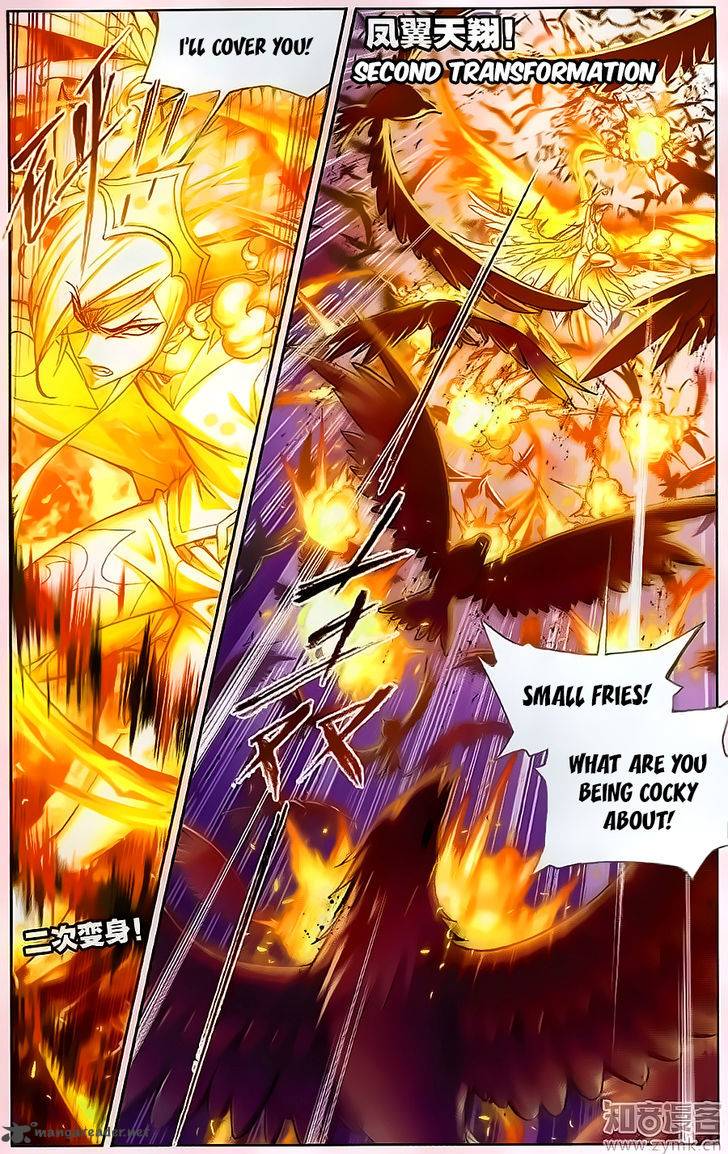 I'LL COVER YOU!
凤翼天翔!
SECOND TRANSFORMATION
SMALL FRIES!
WHAT ARE YOU
BEING COCKY
ABOUT!
二次变身!
mangareader.net
知音漫客
www.zymk.cn